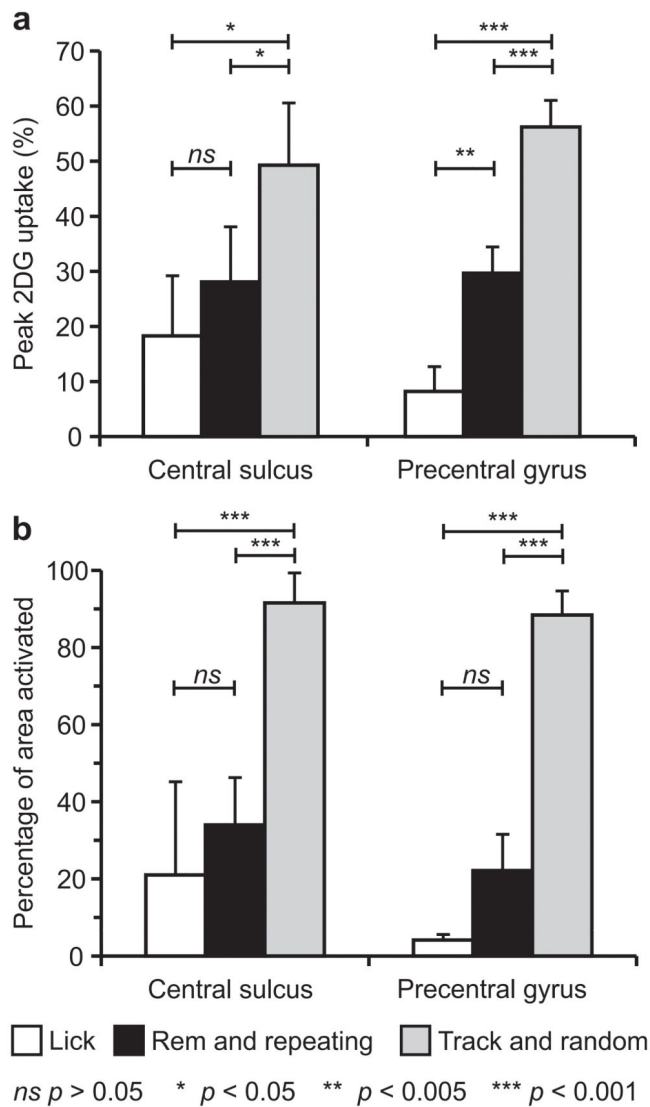 a
* ***
* ***
70
60
50
40
30
20
10
0
Peak 2DG uptake (%)
ns **
Central sulcus Precentral gyrus
b
*** ***
*** ***
100
80
60
40
20
0
Percentage of area activated
ns ns
Central sulcus Precentral gyrus
Lick Rem and repeating Track and random
ns p > 0.05 * p < 0.05 ** p < 0.005 *** p < 0.001